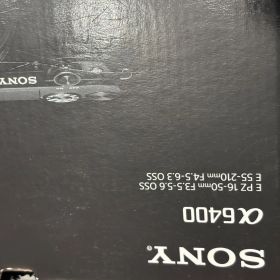 SONY®
α6400
E PZ 16-50mm F3.5-5.6 OSS
E 55-210mm F4.5-6.3 OSS
SONY